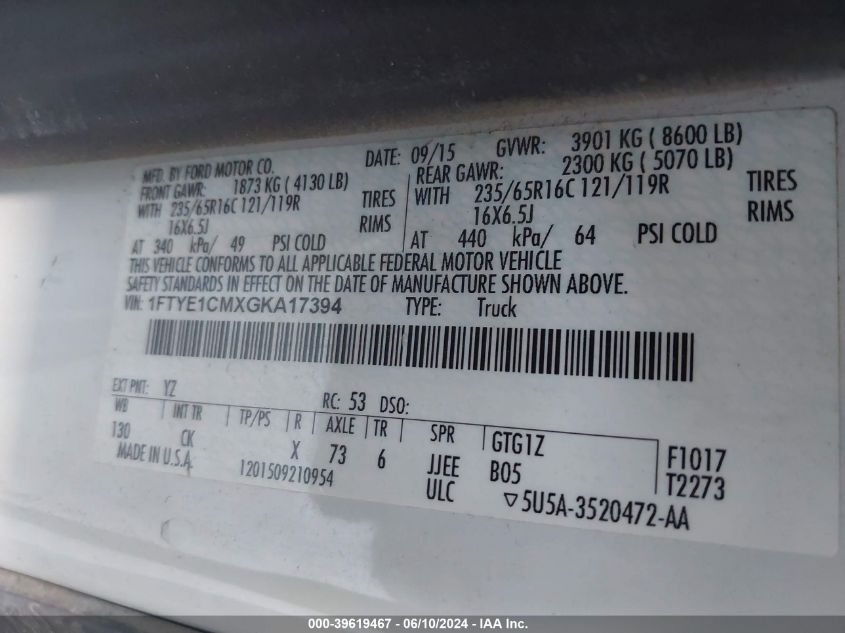 MFD. BY FORD MOTOR CO. DATE: 09/15 GVWR: 3901 KG ( 8600 LB)
FRONT GAWR: 1873 KG ( 4130 LB) REAR GAWR: 2300 KG ( 5070 LB)
WITH 235/65R16C 121/119R TIRES WITH 235/65R16C 121/119R TIRES
16X6.5J RIMS 16X6.5J RIMS
AT 340 kPa/ 49 PSI COLD AT 440 kPa/ 64 PSI COLD
THIS VEHICLE CONFORMS TO ALL APPLICABLE FEDERAL MOTOR VEHICLE
SAFETY STANDARDS IN EFFECT ON THE DATE OF MANUFACTURE SHOWN ABOVE.
VIN: 1FTYE1CMXGKA17394 TYPE: Truck
EXT PNT: YZ RC: 53 DSO:
WB INT TR TP/PS R AXLE TR SPR GTG1Z F1017
130 CK X 73 6 JJEE B05 T2273
MADE IN U.S.A. 1201509210954 ULC ▽5U5A-3520472-AA
000-39619467 - 06/10/2024 - IAA Inc.